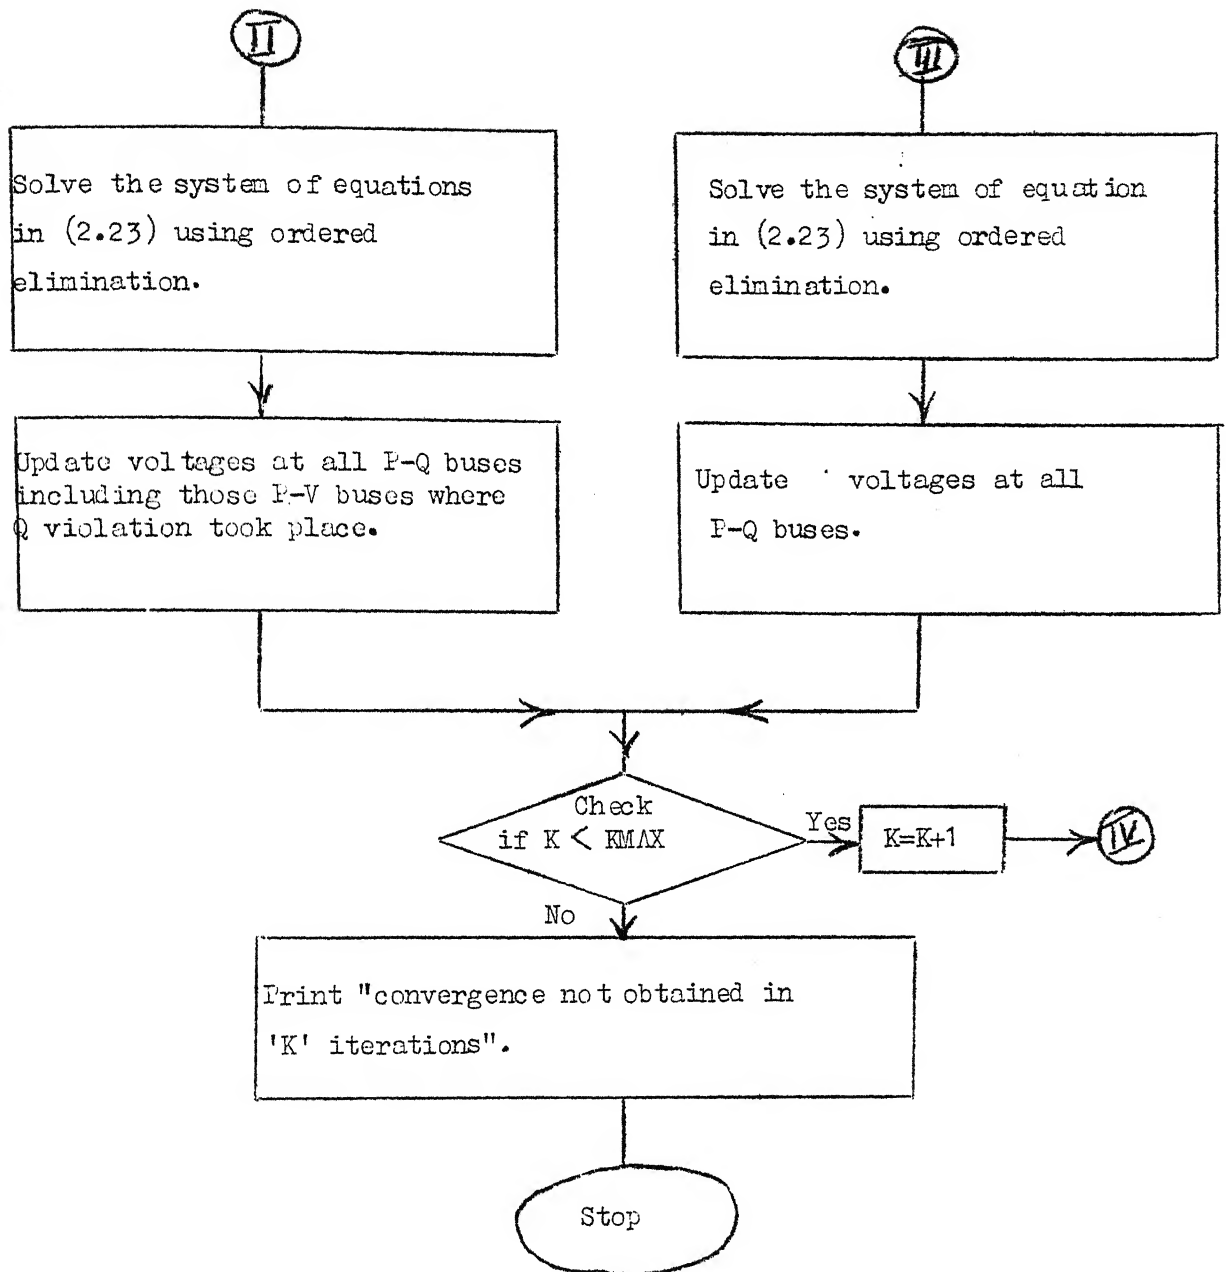 II
Solve the system of equations
in (2.23) using ordered
elimination.
Update voltages at all P-Q buses
including those P-V buses where
Q violation took place.
III
Solve the system of equation
in (2.23) using ordered
elimination.
Update voltages at all
P-Q buses.
Check
if K < KMAX
Yes
K=K+1
IV
No
Print "convergence not obtained in
'K' iterations".
Stop